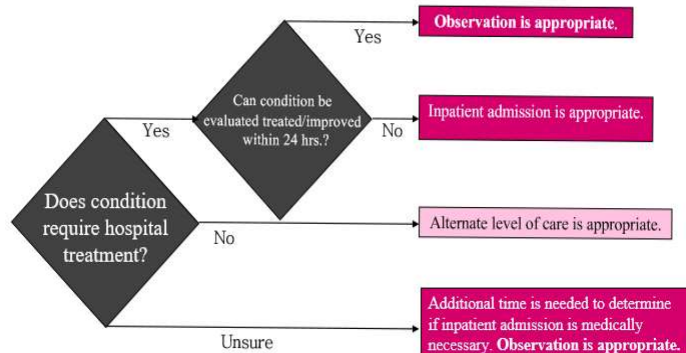 Yes
Observation is appropriate.
Can condition be
evaluated treated/improved
within 24 hrs.?
Yes
No
Inpatient admission is appropriate.
Does condition
require hospital
treatment?
No
Alternate level of care is appropriate.
Unsure
Additional time is needed to determine
if inpatient admission is medically
necessary. Observation is appropriate.